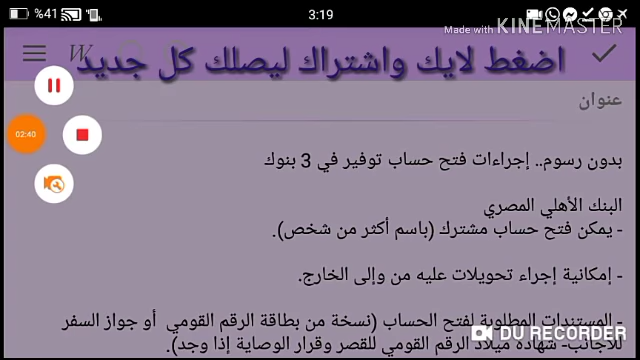 %41
3:19
Made with KINEMASTER
W
اضغط لايك واشتراك ليصلك كل جديد
عنوان
02:40
بدون رسوم.. إجراءات فتح حساب توفير في 3 بنوك
البنك الأهلي المصري
- يمكن فتح حساب مشترك (باسم أكثر من شخص).
- إمكانية إجراء تحويلات عليه من وإلى الخارج.
- المستندات المطلوبة لفتح الحساب (نسخة من بطاقة الرقم القومي أو جواز السفر
للأجانب- شهادة ميلاد الرقم القومي للقصر وقرار الوصاية إذا وجد).
DU RECORDER